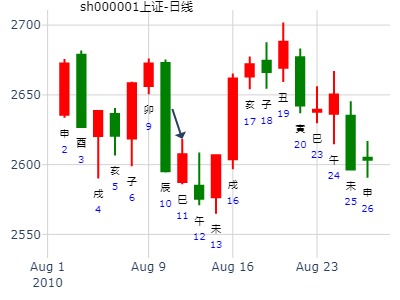 sh000001上证-日线
2700
2650
2600
2550
申
2
酉
3
戌
4
亥
5
子
6
卯
9
辰
10
巳
11
午
12
未
13
戌
16
亥
17
子
18
丑
19
寅
20
巳
23
午
24
未
25
申
26
Aug 1
2010
Aug 9
Aug 16
Aug 23